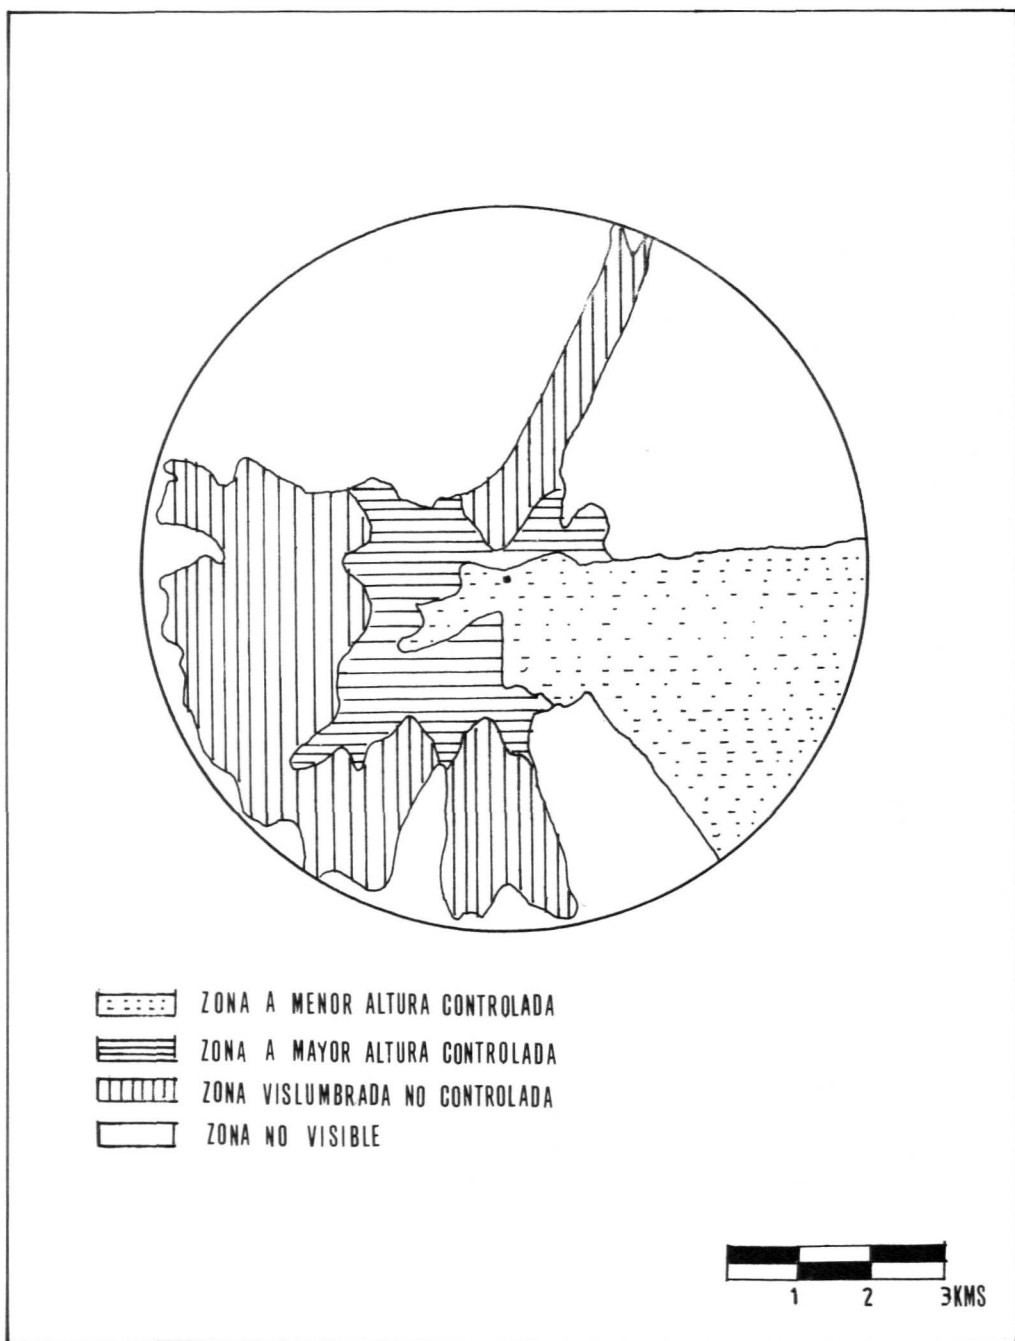 ZONA A MENOR ALTURA CONTROLADA
ZONA A MAYOR ALTURA CONTROLADA
ZONA VISLUMBRADA NO CONTROLADA
ZONA NO VISIBLE
1 2 3KMS